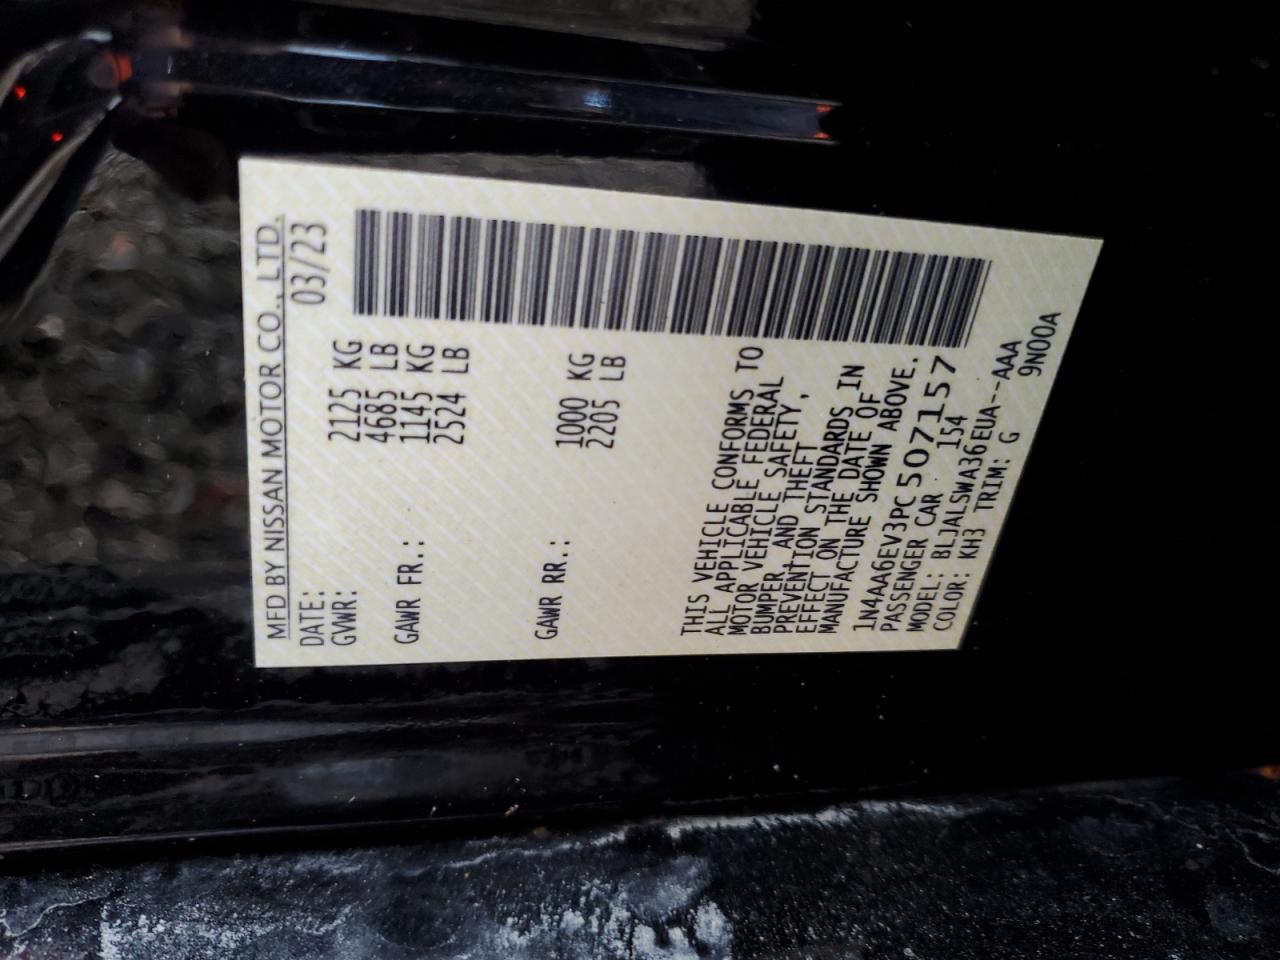 MFD BY NISSAN MOTOR CO., LTD.
DATE: 03/23
GVWR: 2125 KG
4685 LB
GAWR FR.: 1145 KG
2524 LB
GAWR RR.: 1000 KG
2205 LB
THIS VEHICLE CONFORMS TO
ALL APPLICABLE FEDERAL
MOTOR VEHICLE SAFETY,
BUMPER, AND THEFT
PREVENTION STANDARDS IN
EFFECT ON THE DATE OF
MANUFACTURE SHOWN ABOVE.
1N4AA6EV3PC507157
PASSENGER CAR 154
MODEL: BLJALSWA36EUA--AAA
COLOR: KH3 TRIM: G 9N00A